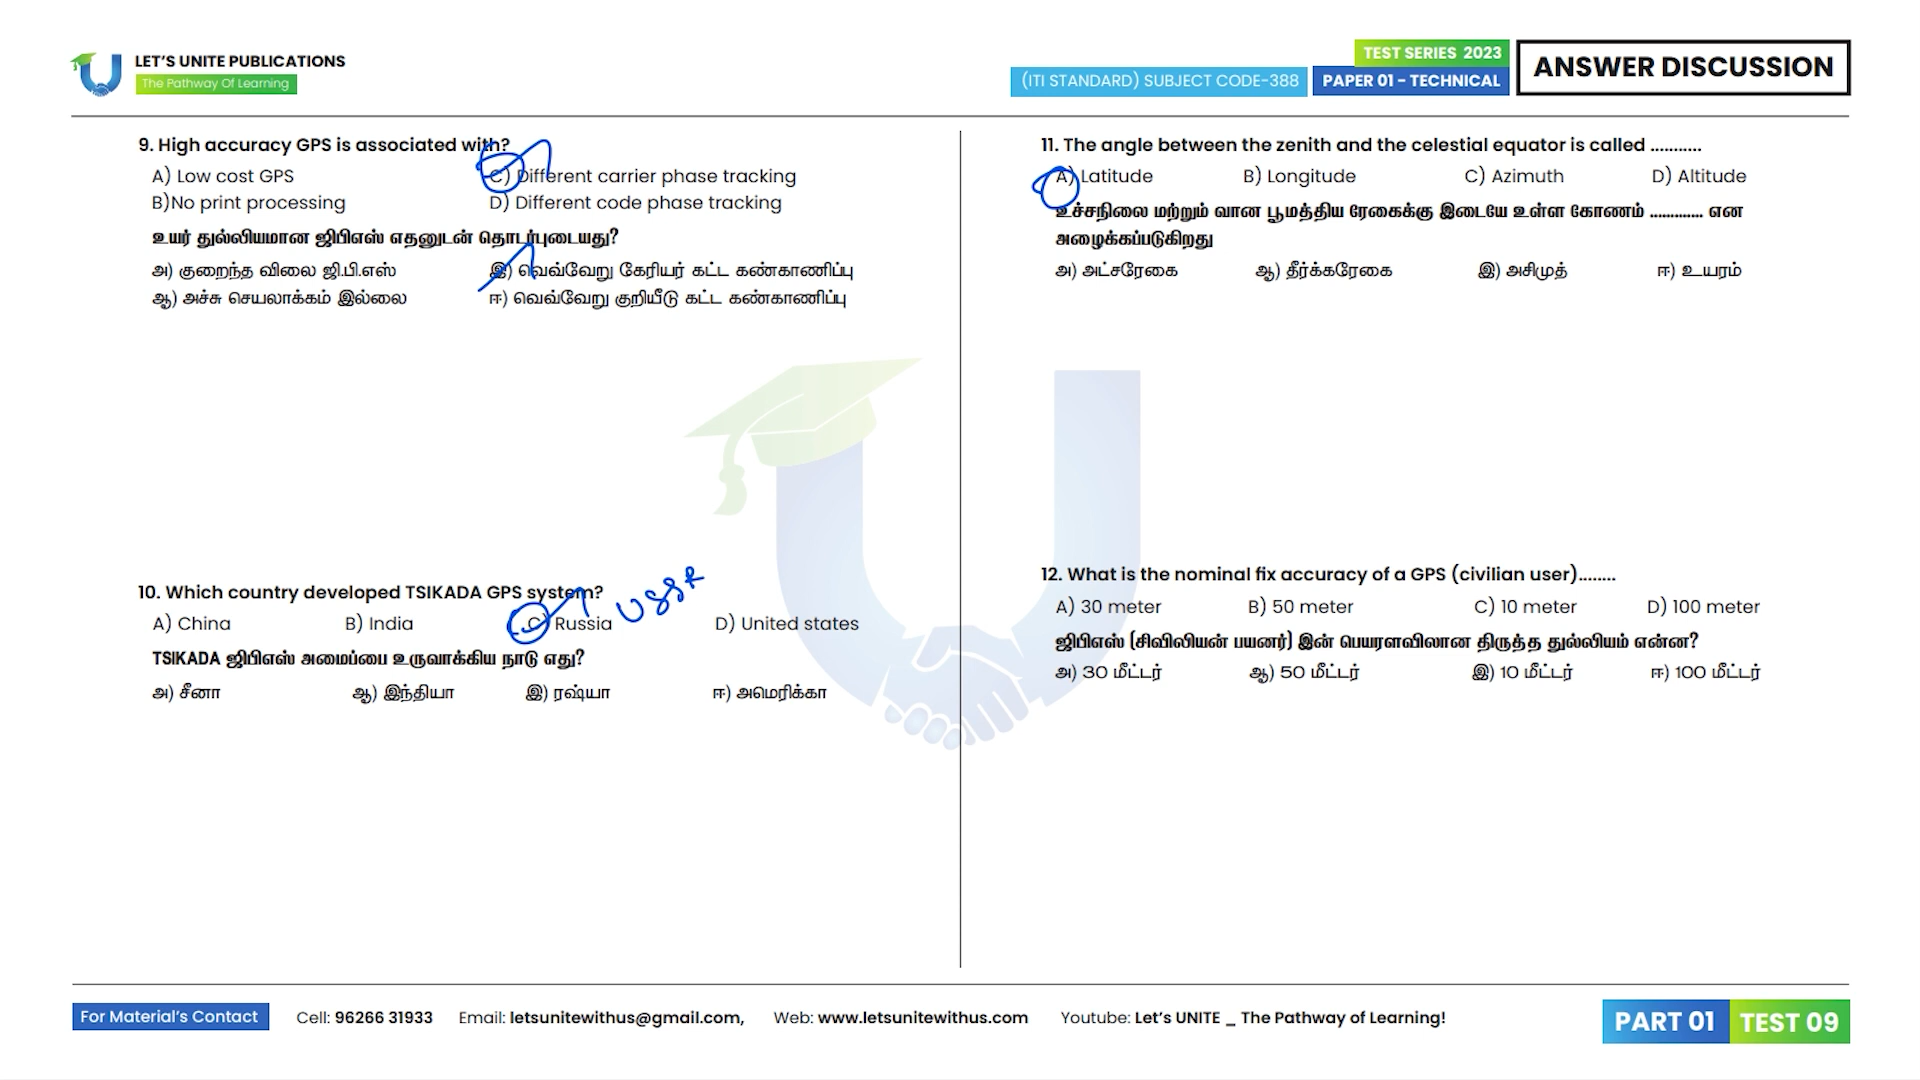 LET'S UNITE PUBLICATIONS
The Pathway Of Learning
TEST SERIES 2023
(ITI STANDARD) SUBJECT CODE-388
PAPER 01 - TECHNICAL
ANSWER DISCUSSION
9. High accuracy GPS is associated with?
A) Low cost GPS C) Different carrier phase tracking
B)No print processing D) Different code phase tracking
உயர் துல்லியமான ஜிபிஎஸ் எதனுடன் தொடர்புடையது?
அ) குறைந்த விலை ஜி.பி.எஸ் இ) வெவ்வேறு கேரியர் கட்ட கண்காணிப்பு
ஆ) அச்சு செயலாக்கம் இல்லை ஈ) வெவ்வேறு குறியீடு கட்ட கண்காணிப்பு
10. Which country developed TSIKADA GPS system?
A) China B) India C) Russia USSR D) United states
TSIKADA ஜிபிஎஸ் அமைப்பை உருவாக்கிய நாடு எது?
அ) சீனா ஆ) இந்தியா இ) ரஷ்யா ஈ) அமெரிக்கா
11. The angle between the zenith and the celestial equator is called ...........
A) Latitude B) Longitude C) Azimuth D) Altitude
உச்சநிலை மற்றும் வான பூமத்திய ரேகைக்கு இடையே உள்ள கோணம் ............. என
அழைக்கப்படுகிறது
அ) அட்சரேகை ஆ) தீர்க்கரேகை இ) அசிமுத் ஈ) உயரம்
12. What is the nominal fix accuracy of a GPS (civilian user)........
A) 30 meter B) 50 meter C) 10 meter D) 100 meter
ஜிபிஎஸ் (சிவிலியன் பயனர்) இன் பெயரளவிலான திருத்த துல்லியம் என்ன?
அ) 30 மீட்டர் ஆ) 50 மீட்டர் இ) 10 மீட்டர் ஈ) 100 மீட்டர்
For Material's Contact Cell: 96266 31933 Email: letsunitewithus@gmail.com, Web: www.letsunitewithus.com Youtube: Let's UNITE _ The Pathway of Learning!
PART 01 TEST 09